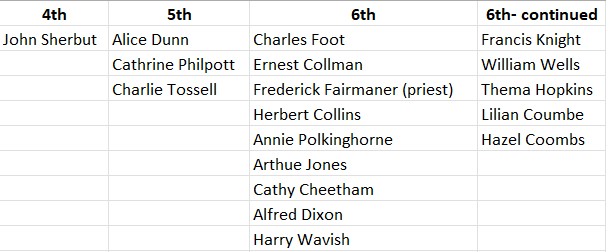 4th 5th 6th 6th- continued
John Sherbut Alice Dunn Charles Foot Francis Knight
Cathrine Philpott Ernest Collman William Wells
Charlie Tossell Frederick Fairmaner (priest) Thema Hopkins
Herbert Collins Lilian Coumbe
Annie Polkinghorne Hazel Coombs
Arthue Jones
Cathy Cheetham
Alfred Dixon
Harry Wavish